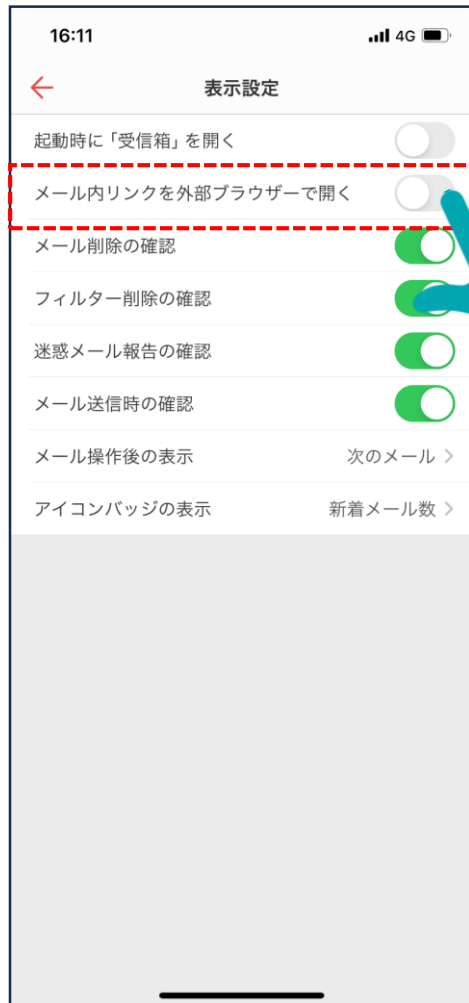 16:11 4G
表示設定
起動時に「受信箱」を開く
メール内リンクを外部ブラウザーで開く
メール削除の確認
フィルター削除の確認
迷惑メール報告の確認
メール送信時の確認
メール操作後の表示 次のメール
アイコンバッジの表示 新着メール数